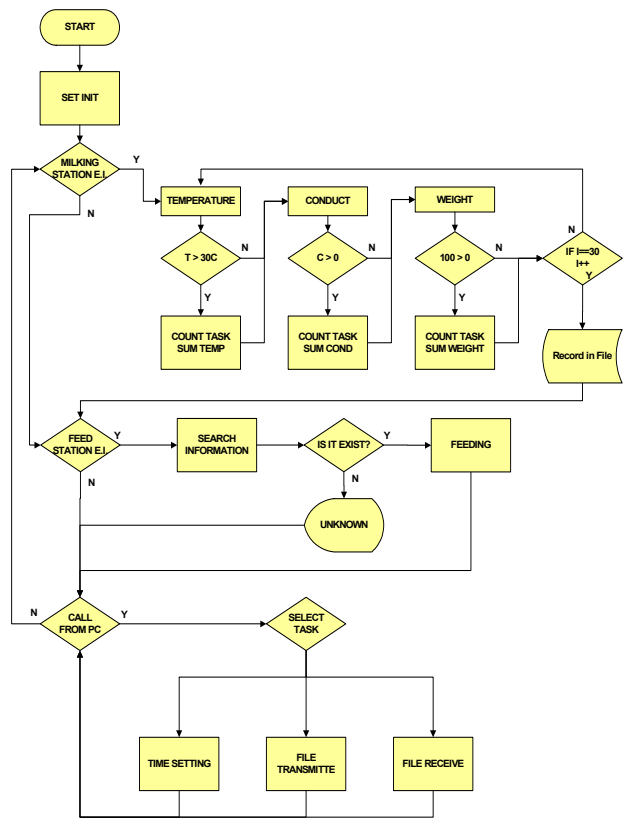 START
SET INIT
MILKING
STATION E.I.
Y
N
TEMPERATURE
CONDUCT
WEIGHT
N
T > 30C
N
C > 0
N
100 > 0
N
IF I==30
I++
Y
Y
Y
Y
COUNT TASK
SUM TEMP
COUNT TASK
SUM COND
COUNT TASK
SUM WEIGHT
Record in File
FEED
STATION E.I.
Y
N
SEARCH
INFORMATION
IS IT EXIST?
Y
N
FEEDING
UNKNOWN
N
CALL
FROM PC
Y
SELECT
TASK
TIME SETTING
FILE
TRANSMITTE
FILE RECEIVE